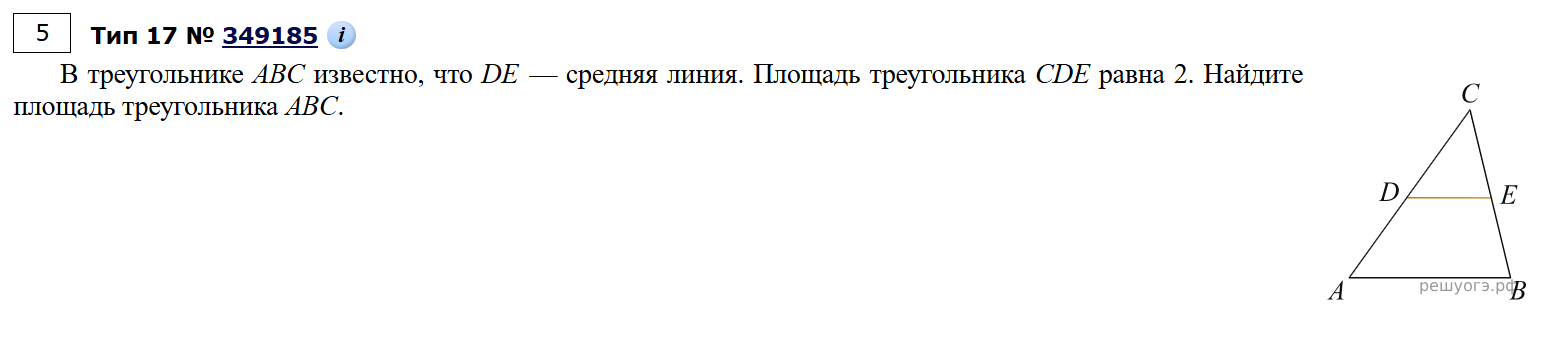 5 Тип 17 № 349185 i
В треугольнике ABC известно, что DE — средняя линия. Площадь треугольника CDE равна 2. Найдите
площадь треугольника ABC.
C
D E
A B
решуогэ.рф